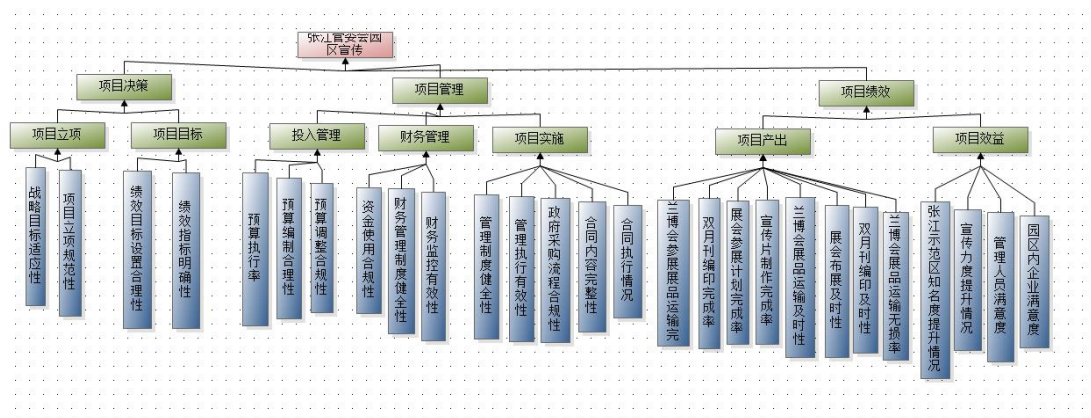 张江管委会园
区宣传
项目决策
项目管理
项目绩效
项目立项
项目目标
投入管理
财务管理
项目实施
项目产出
项目效益
战略目标适应性
项目立项规范性
绩效目标设置合理性
绩效指标明确性
预算执行率
预算编制合理性
预算调整合规性
资金使用合规性
财务管理制度健全性
财务监控有效性
管理制度健全性
管理执行有效性
政府采购流程合规性
合同内容完整性
合同执行情况
兰博会参展展品运输完
双月刊编印完成率
展会参展计划完成率
宣传片制作完成率
兰博会展品运输及时性
展会布展及时性
双月刊编印及时性
兰博会展品运输无损率
张江示范区知名度提升情况
宣传力度提升情况
管理人员满意度
园区内企业满意度